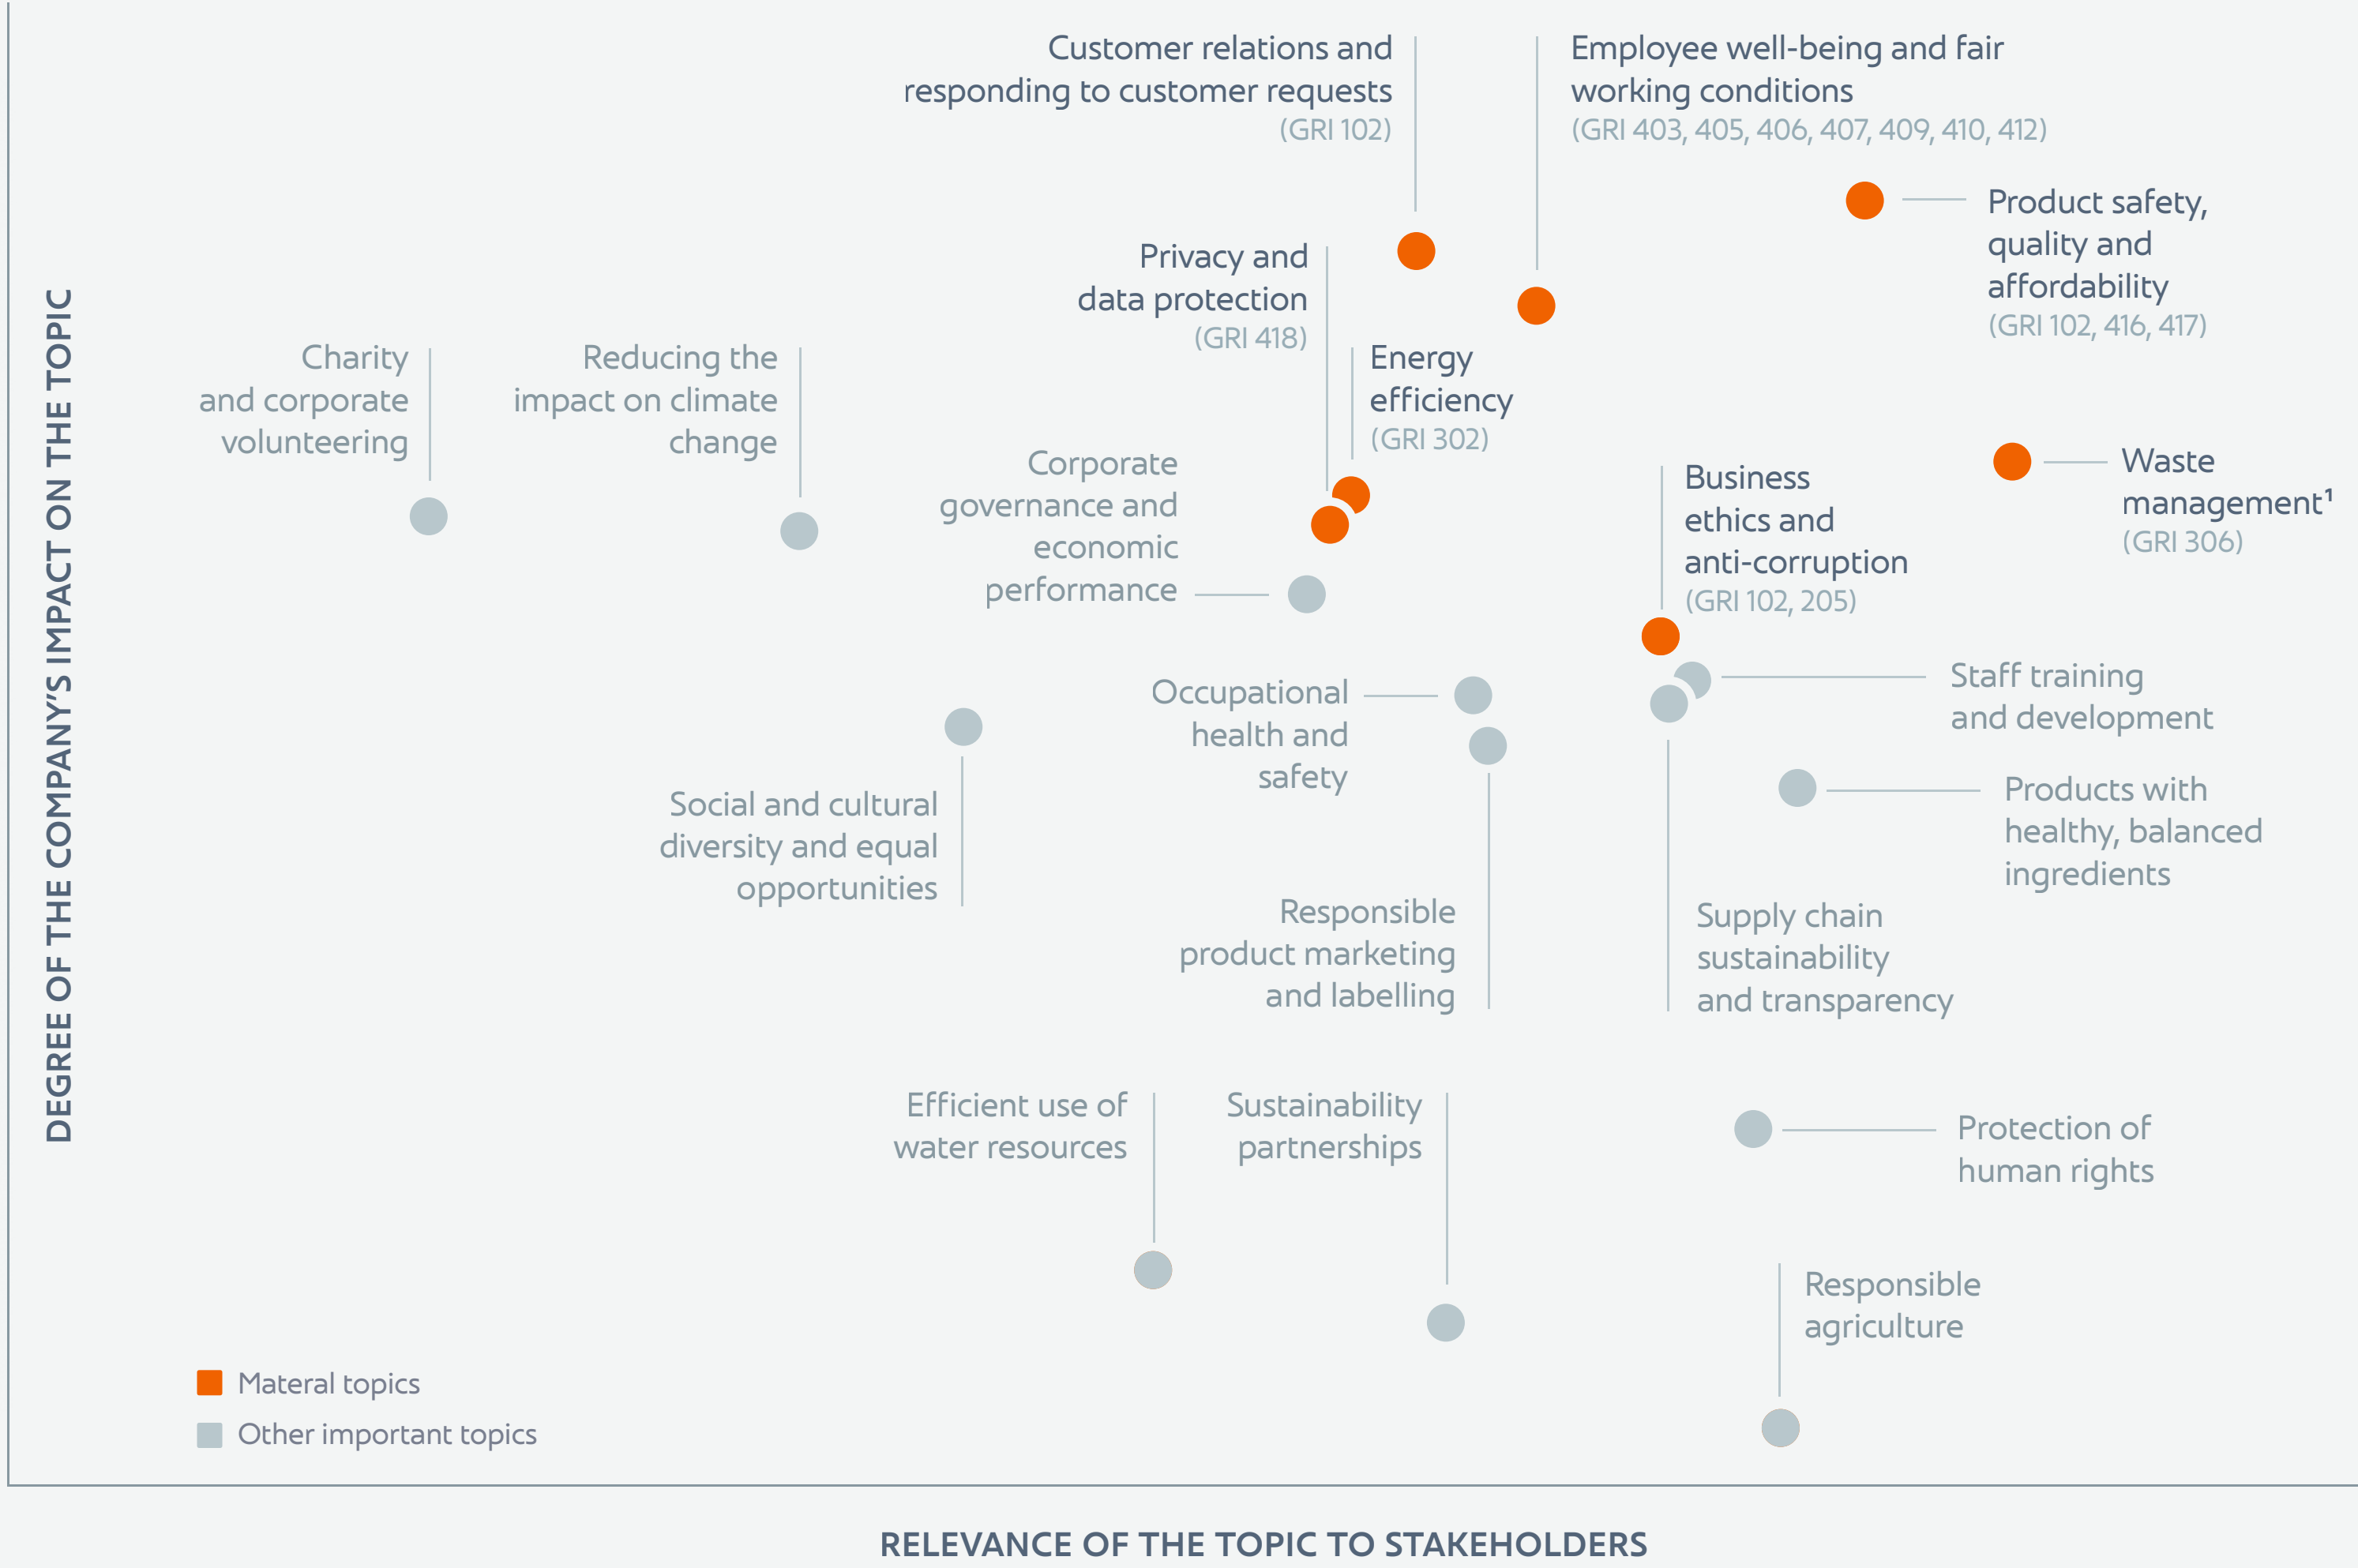 Customer relations and
responding to customer requests
(GRI 102)
Employee well-being and fair
working conditions
(GRI 403, 405, 406, 407, 409, 410, 412)
Product safety,
quality and
affordability
(GRI 102, 416, 417)
Privacy and
data protection
(GRI 418)
Energy
efficiency
(GRI 302)
Charity
and corporate
volunteering
Reducing the
impact on climate
change
Corporate
governance and
economic
performance
Business
ethics and
anti-corruption
(GRI 102, 205)
Waste
management¹
(GRI 306)
Staff training
and development
Occupational
health and
safety
Social and cultural
diversity and equal
opportunities
Products with
healthy, balanced
ingredients
Responsible
product marketing
and labelling
Supply chain
sustainability
and transparency
Efficient use of
water resources
Sustainability
partnerships
Protection of
human rights
Responsible
agriculture
Materal topics
Other important topics
DEGREE OF THE COMPANY'S IMPACT ON THE TOPIC
RELEVANCE OF THE TOPIC TO STAKEHOLDERS